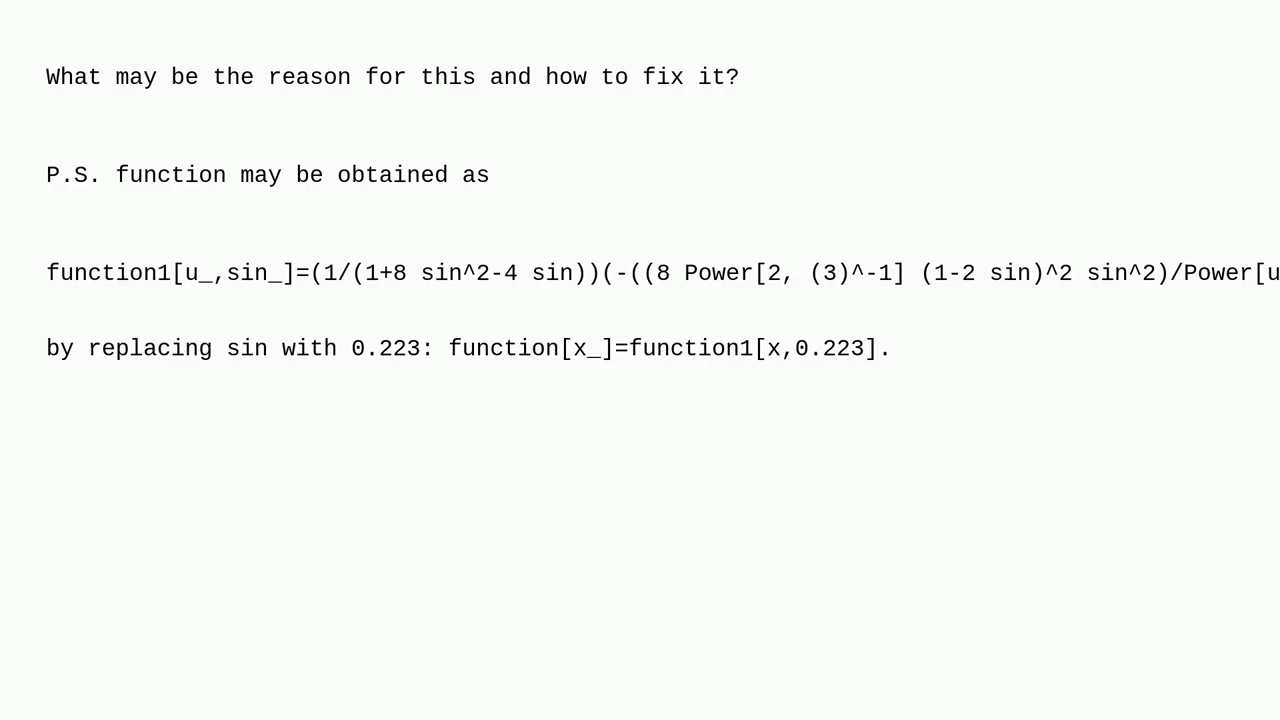 What may be the reason for this and how to fix it?
P.S. function may be obtained as
function1[u_,sin_]=(1/(1+8 sin^2-4 sin))(-((8 Power[2, (3)^-1] (1-2 sin)^2 sin^2)/Power[u
by replacing sin with 0.223: function[x_]=function1[x,0.223].